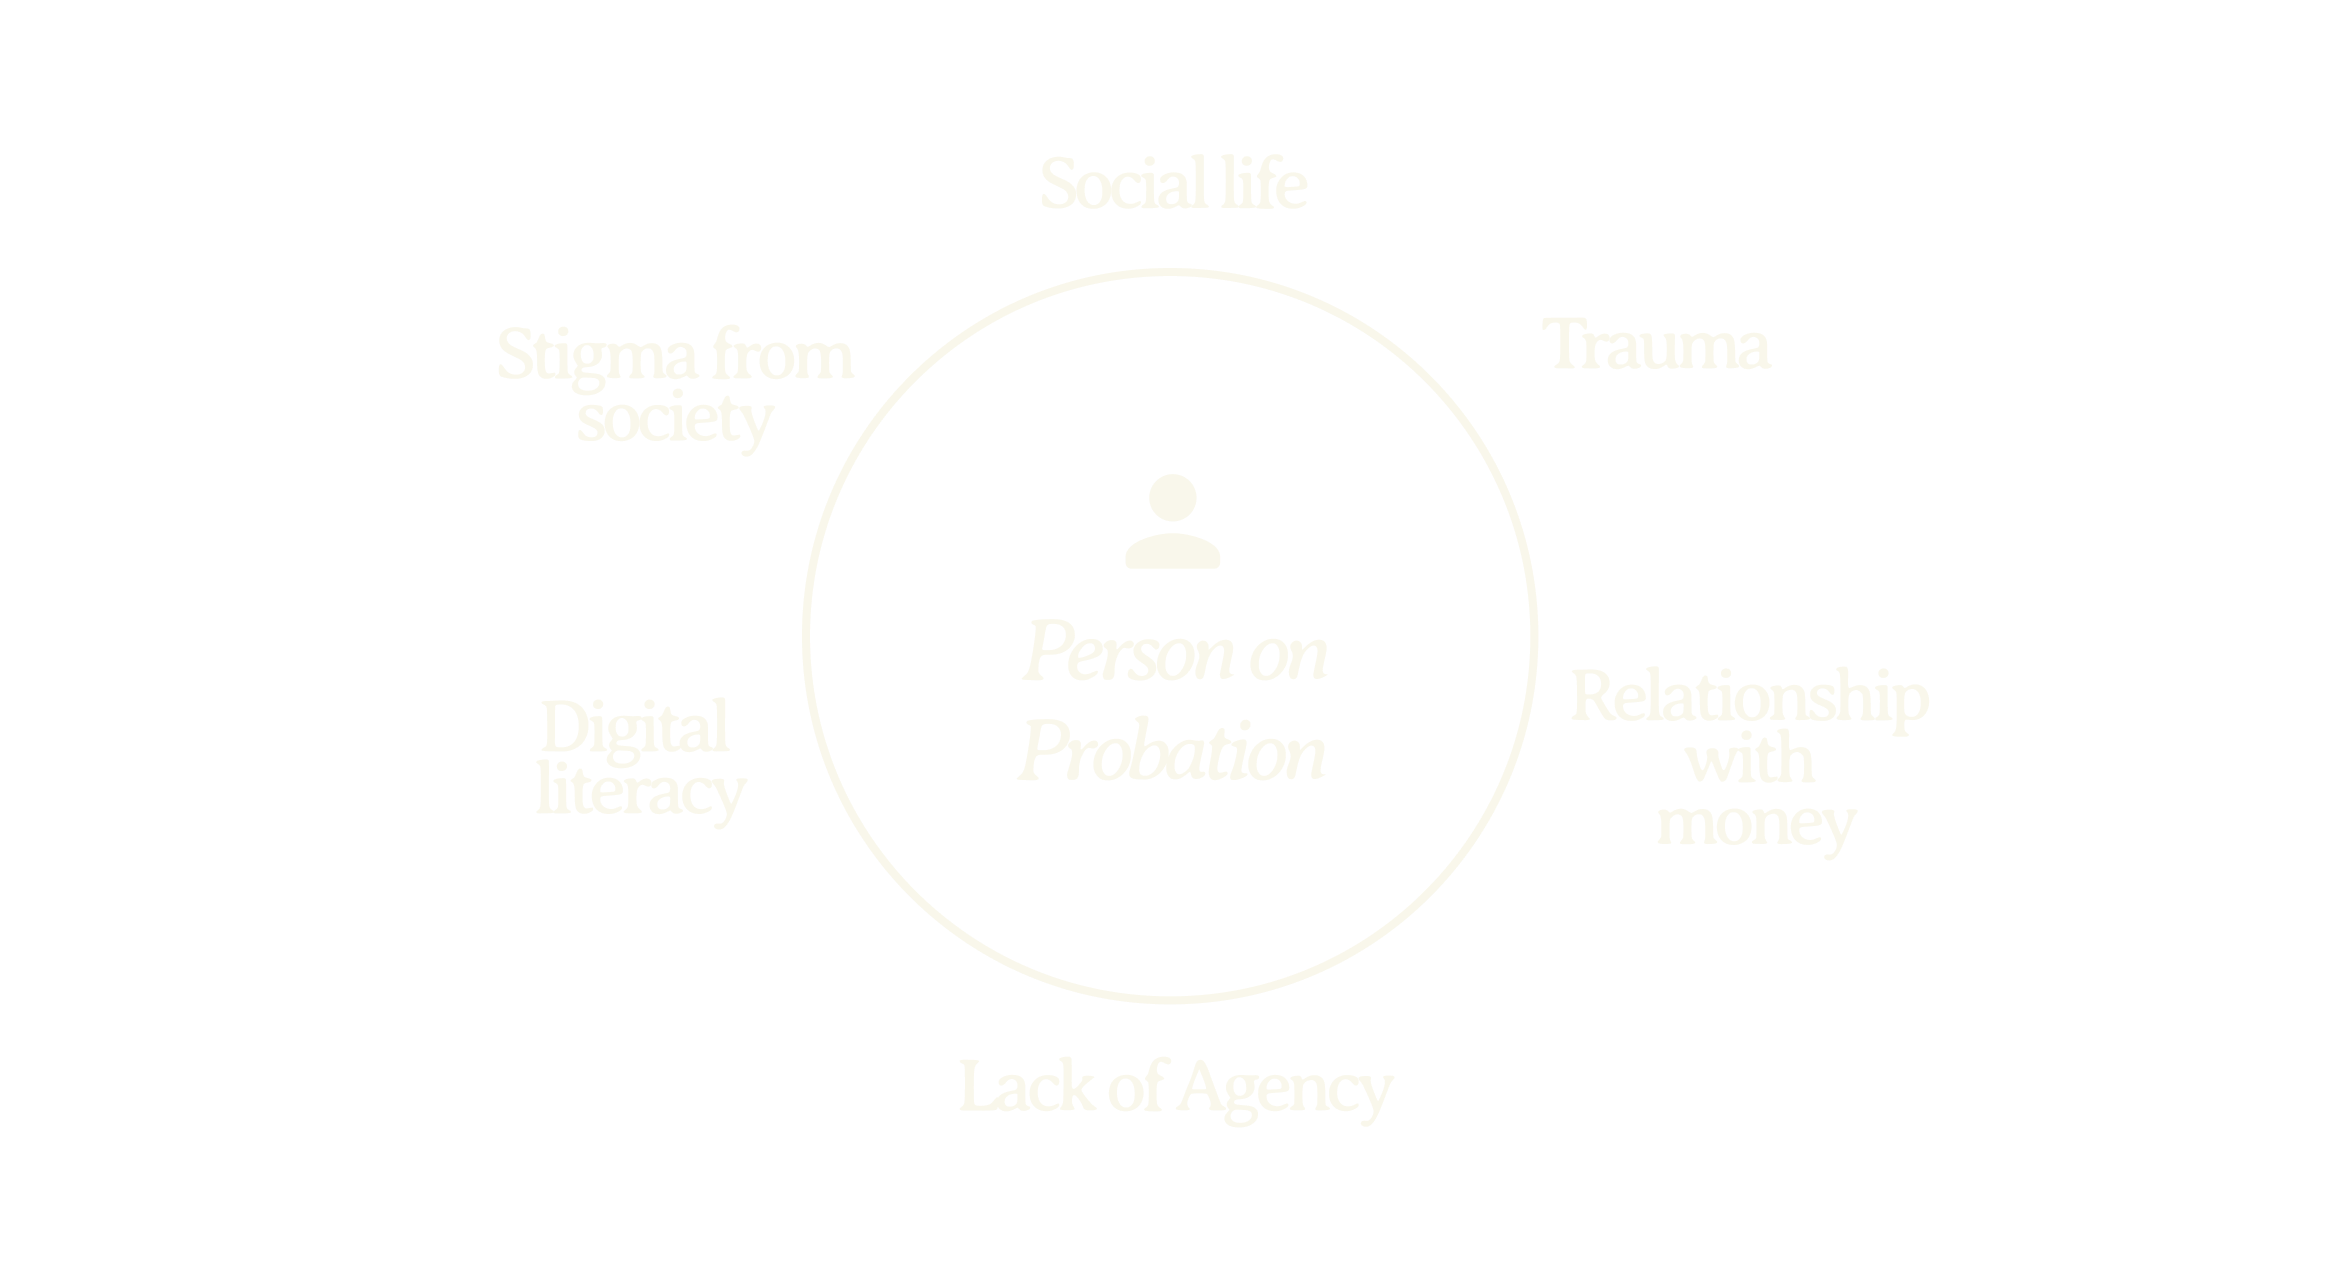 Social life
Stigma from
society
Trauma
Person on
Probation
Digital
literacy
Relationship
with
money
Lack of Agency